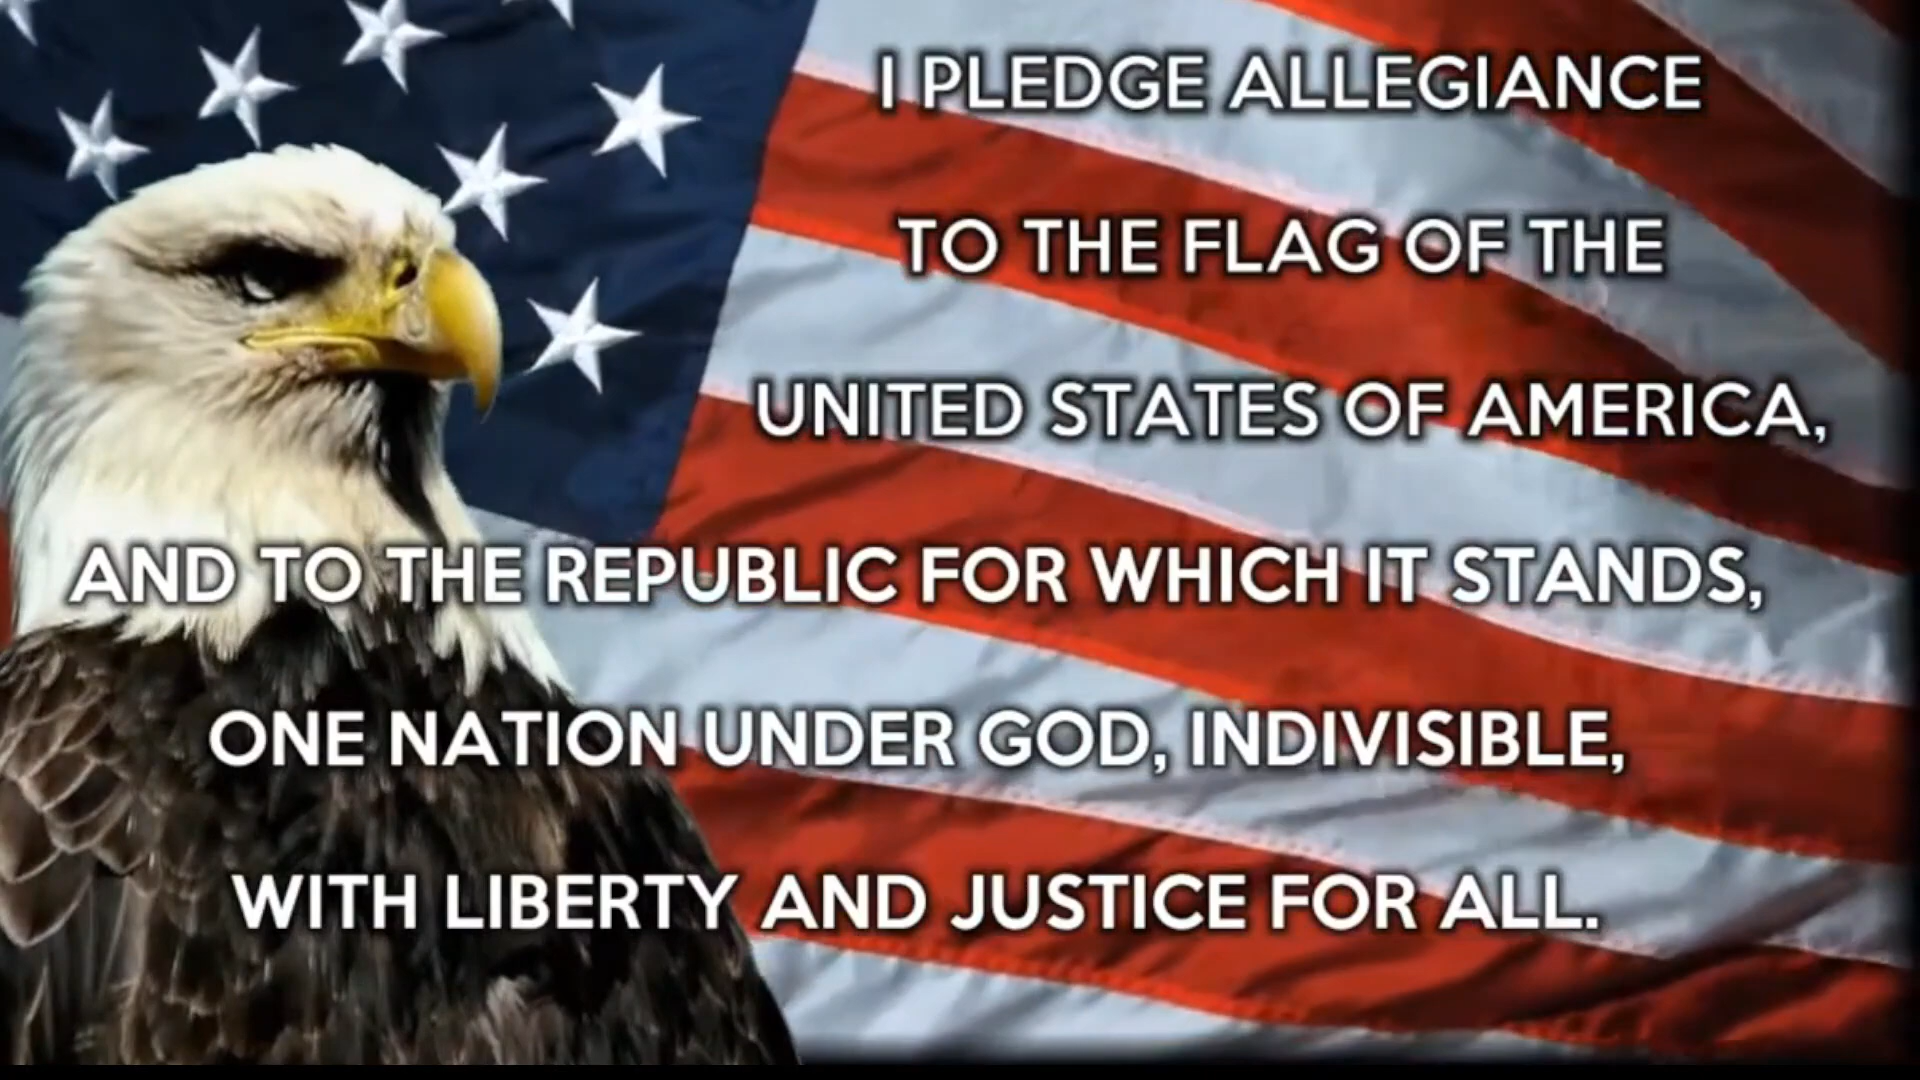 I PLEDGE ALLEGIANCE
TO THE FLAG OF THE
UNITED STATES OF AMERICA,
AND TO THE REPUBLIC FOR WHICH IT STANDS,
ONE NATION UNDER GOD, INDIVISIBLE,
WITH LIBERTY AND JUSTICE FOR ALL.